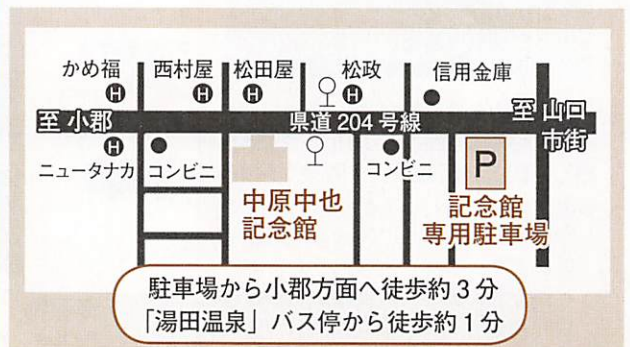 かめ福
西村屋
松田屋
松政
信用金庫
H
H
H
H
至 小郡
県道 204 号線
至 山口
市街
H
ニュータナカ
コンビニ
コンビニ
P
中原中也
記念館
記念館
専用駐車場
駐車場から小郡方面へ徒歩約 3 分
「湯田温泉」バス停から徒歩約 1 分